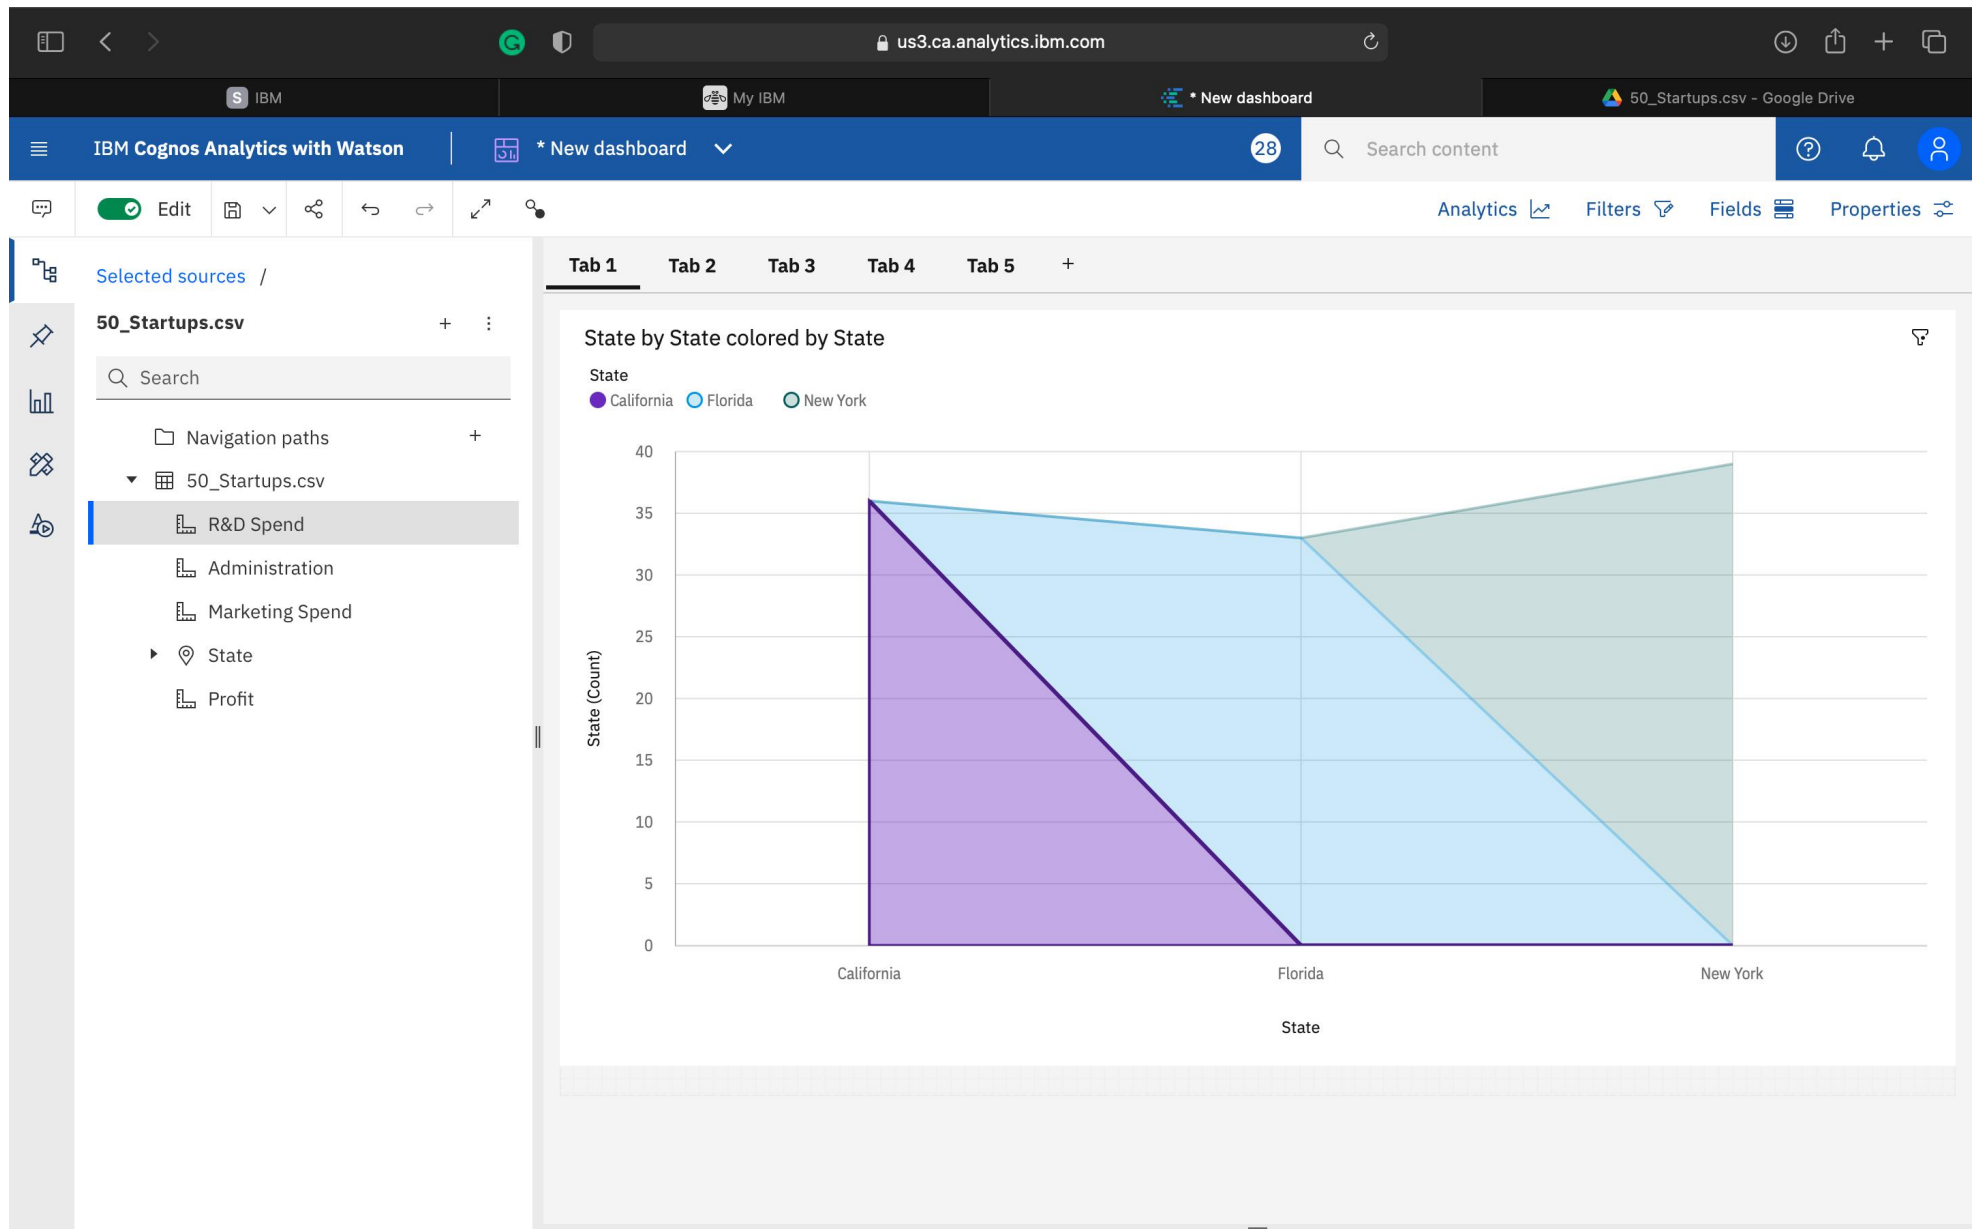 us3.ca.analytics.ibm.com
S IBM
My IBM
* New dashboard
50_Startups.csv - Google Drive
IBM Cognos Analytics with Watson
* New dashboard
28
Search content
Edit
Analytics
Filters
Fields
Properties
Selected sources /
50_Startups.csv
Search
Navigation paths
50_Startups.csv
R&D Spend
Administration
Marketing Spend
State
Profit
Tab 1 Tab 2 Tab 3 Tab 4 Tab 5 +
State by State colored by State
State
California Florida New York
40
35
30
25
20
15
10
5
0
State (Count)
California Florida New York
State